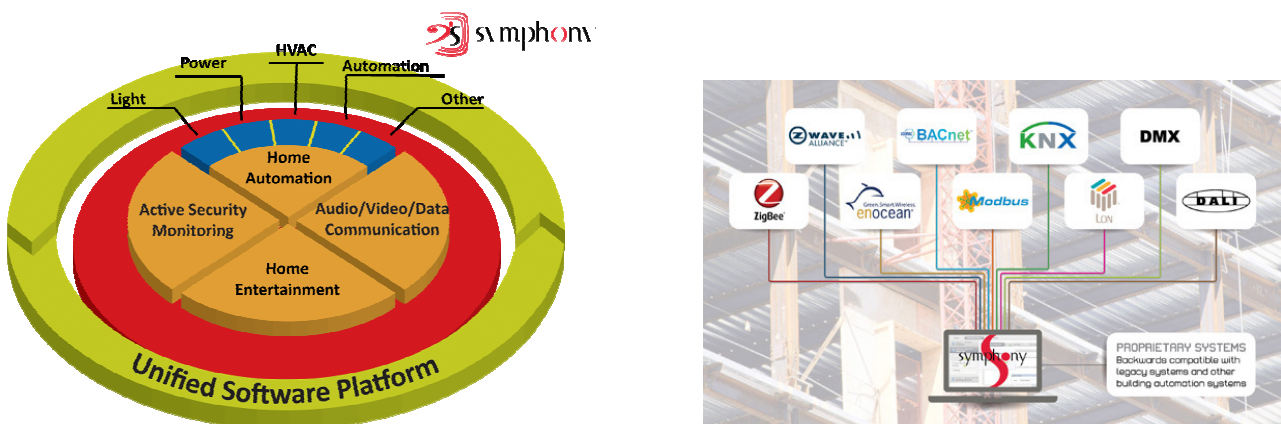 symphony
HVAC
Power
Automation
Light
Other
Home
Automation
Active Security
Monitoring
Audio/Video/Data
Communication
Home
Entertainment
Unified Software Platform
Z WAVE
ALLIANCE
BACnet
KNX
DMX
ZigBee
Green.Smart.Wireless.
enocean
Modbus
LON
DALI
symphony
PROPRIETARY SYSTEMS
Backwards compatible with
legacy systems and other
building automation systems